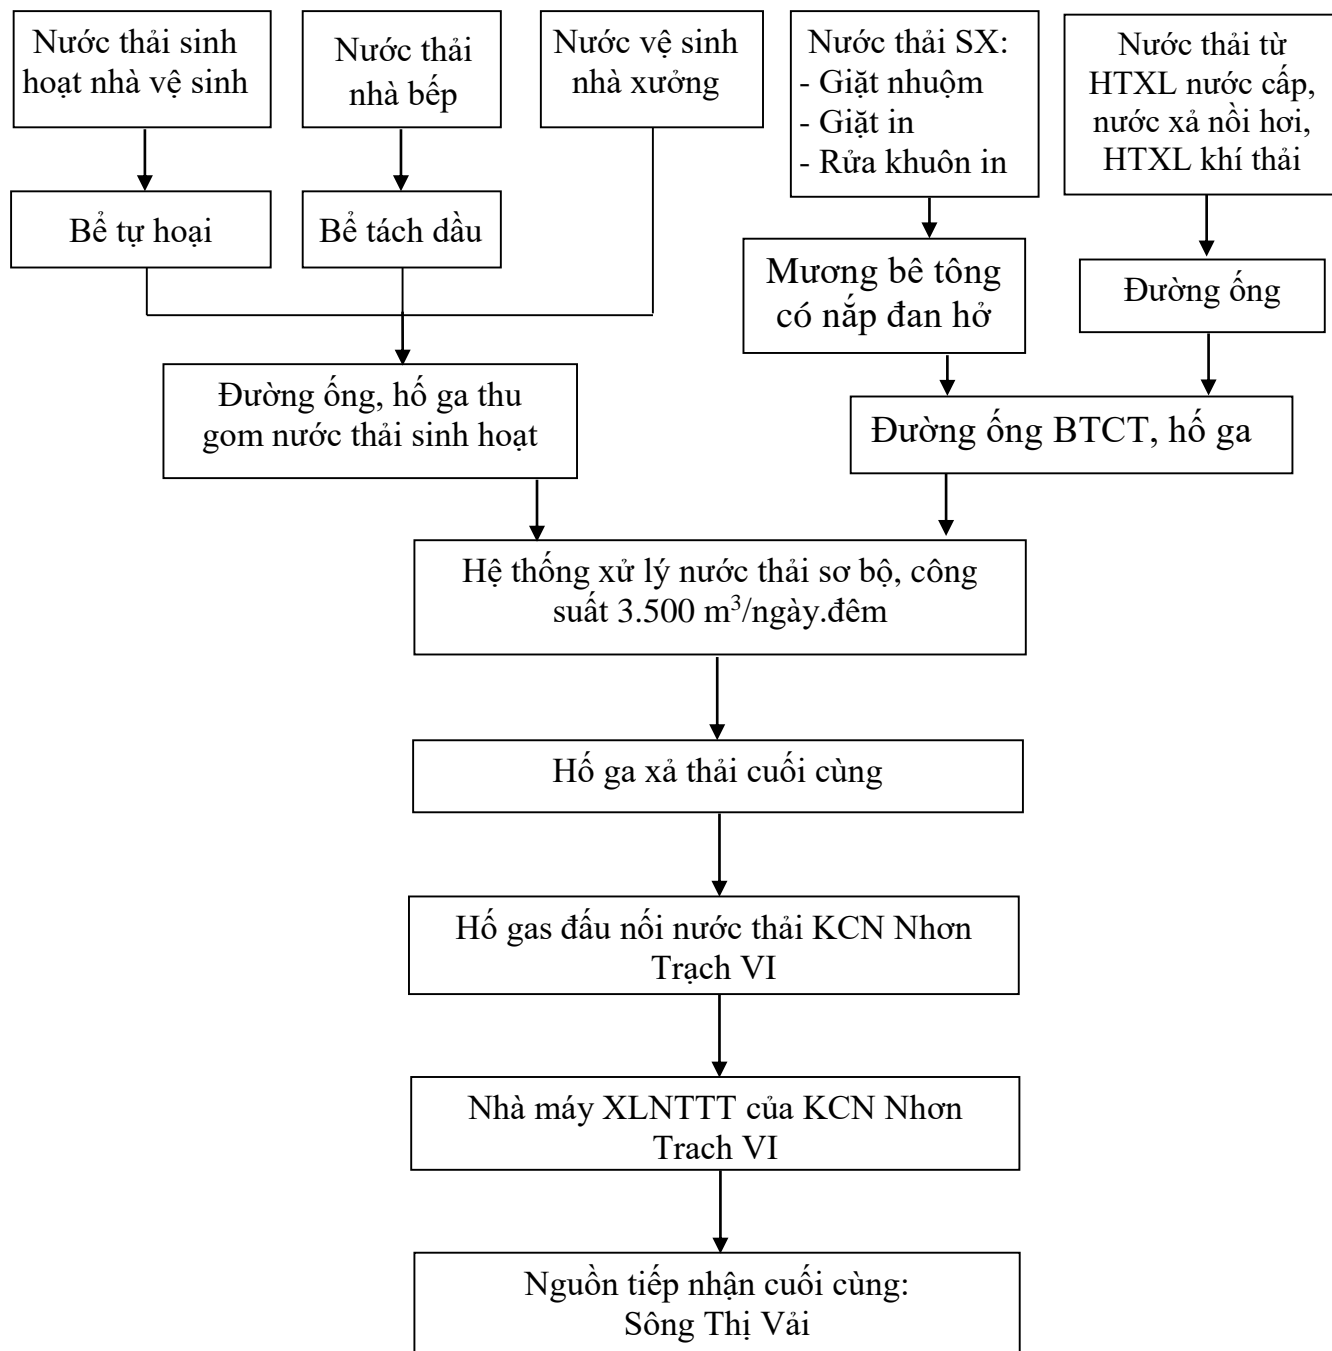 Nước thải sinh
hoạt nhà vệ sinh
Nước thải
nhà bếp
Nước vệ sinh
nhà xưởng
Nước thải SX:
- Giặt nhuộm
- Giặt in
- Rửa khuôn in
Nước thải từ
HTXL nước cấp,
nước xả nồi hơi,
HTXL khí thải
Bể tự hoại
Bể tách dầu
Mương bê tông
có nắp đan hở
Đường ống
Đường ống, hố ga thu
gom nước thải sinh hoạt
Đường ống BTCT, hố ga
Hệ thống xử lý nước thải sơ bộ, công
suất 3.500 m³/ngày.đêm
Hố ga xả thải cuối cùng
Hố gas đấu nối nước thải KCN Nhơn
Trạch VI
Nhà máy XLNTTT của KCN Nhơn
Trach VI
Nguồn tiếp nhận cuối cùng:
Sông Thị Vải